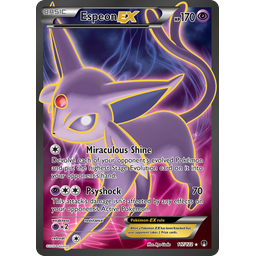 BASIC
Espeon EX
HP 170
Miraculous Shine
Devolve each of your opponent's evolved Pokémon
and put the highest Stage Evolution card on it into
your opponent's hand.
Psyshock 70
This attack's damage isn't affected by any effects on
your opponent's Active Pokémon.
weakness
×2
resistance
Pokémon-EX rule
retreat